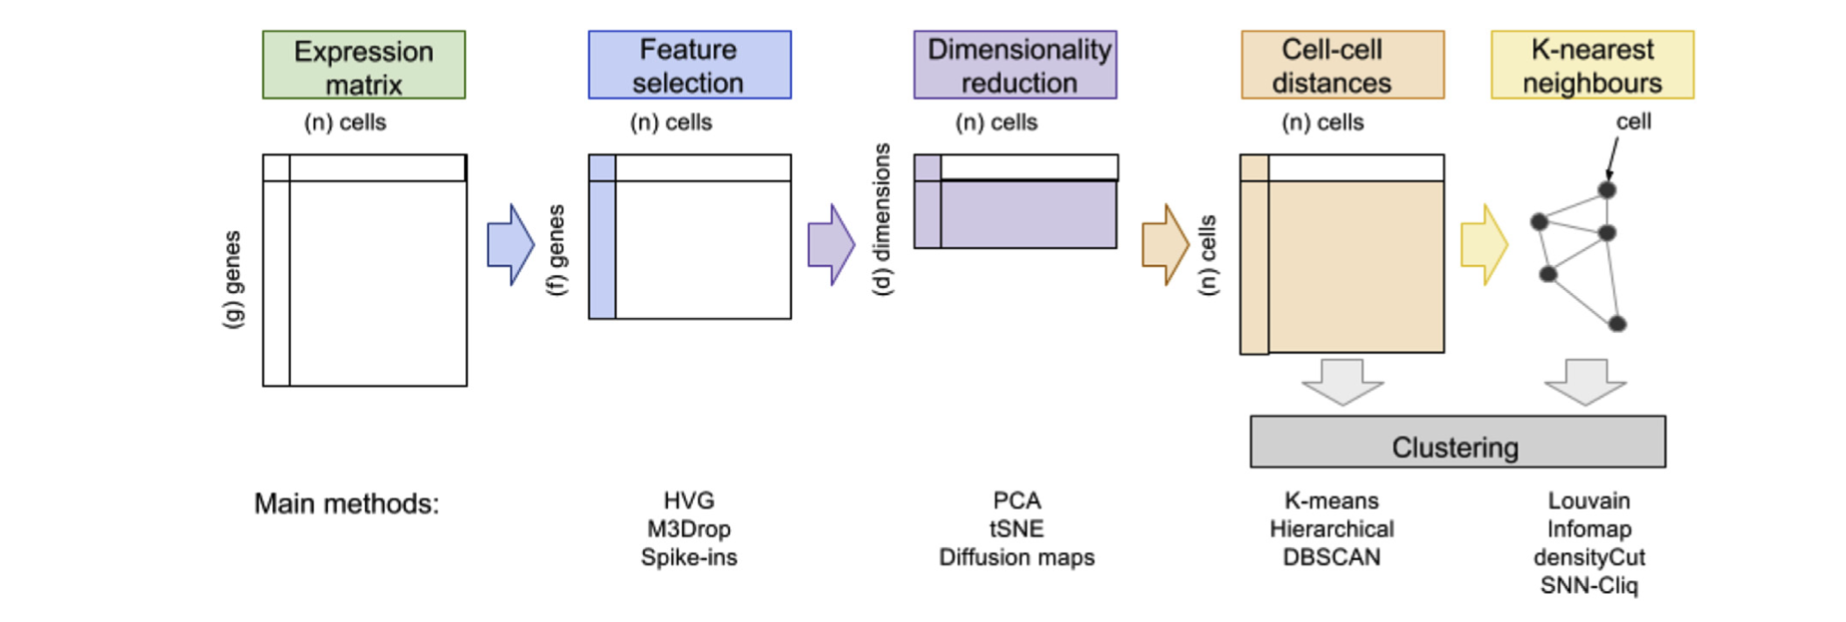 Expression
matrix
Feature
selection
Dimensionality
reduction
Cell-cell
distances
K-nearest
neighbours
(n) cells
(n) cells
(n) cells
(n) cells
cell
(g) genes
(f) genes
(d) dimensions
(n) cells
Clustering
Main methods:
HVG
M3Drop
Spike-ins
PCA
tSNE
Diffusion maps
K-means
Hierarchical
DBSCAN
Louvain
Infomap
densityCut
SNN-Cliq